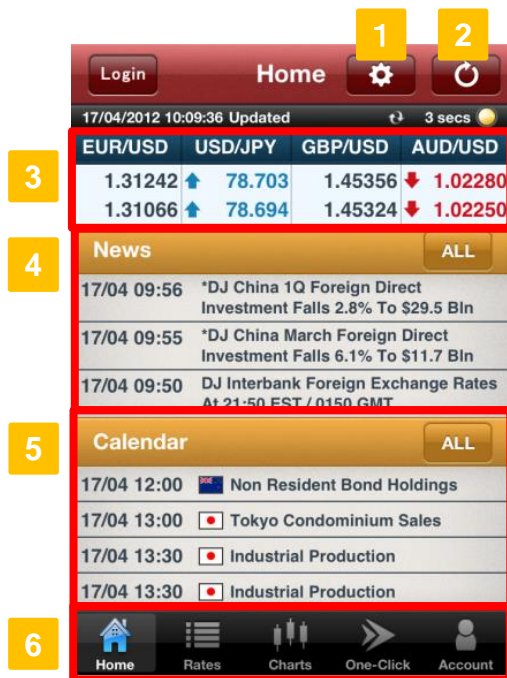 1 2
Login Home
17/04/2012 10:09:36 Updated 3 secs
3
EUR/USD USD/JPY GBP/USD AUD/USD
1.31242 78.703 1.45356 1.02280
1.31066 78.694 1.45324 1.02250
4
News ALL
17/04 09:56 *DJ China 1Q Foreign Direct
Investment Falls 2.8% To $29.5 Bln
17/04 09:55 *DJ China March Foreign Direct
Investment Falls 6.1% To $11.7 Bln
17/04 09:50 DJ Interbank Foreign Exchange Rates
At 21:50 EST / 0150 GMT
5
Calendar ALL
17/04 12:00 Non Resident Bond Holdings
17/04 13:00 Tokyo Condominium Sales
17/04 13:30 Industrial Production
17/04 13:30 Industrial Production
6
Home Rates Charts One-Click Account